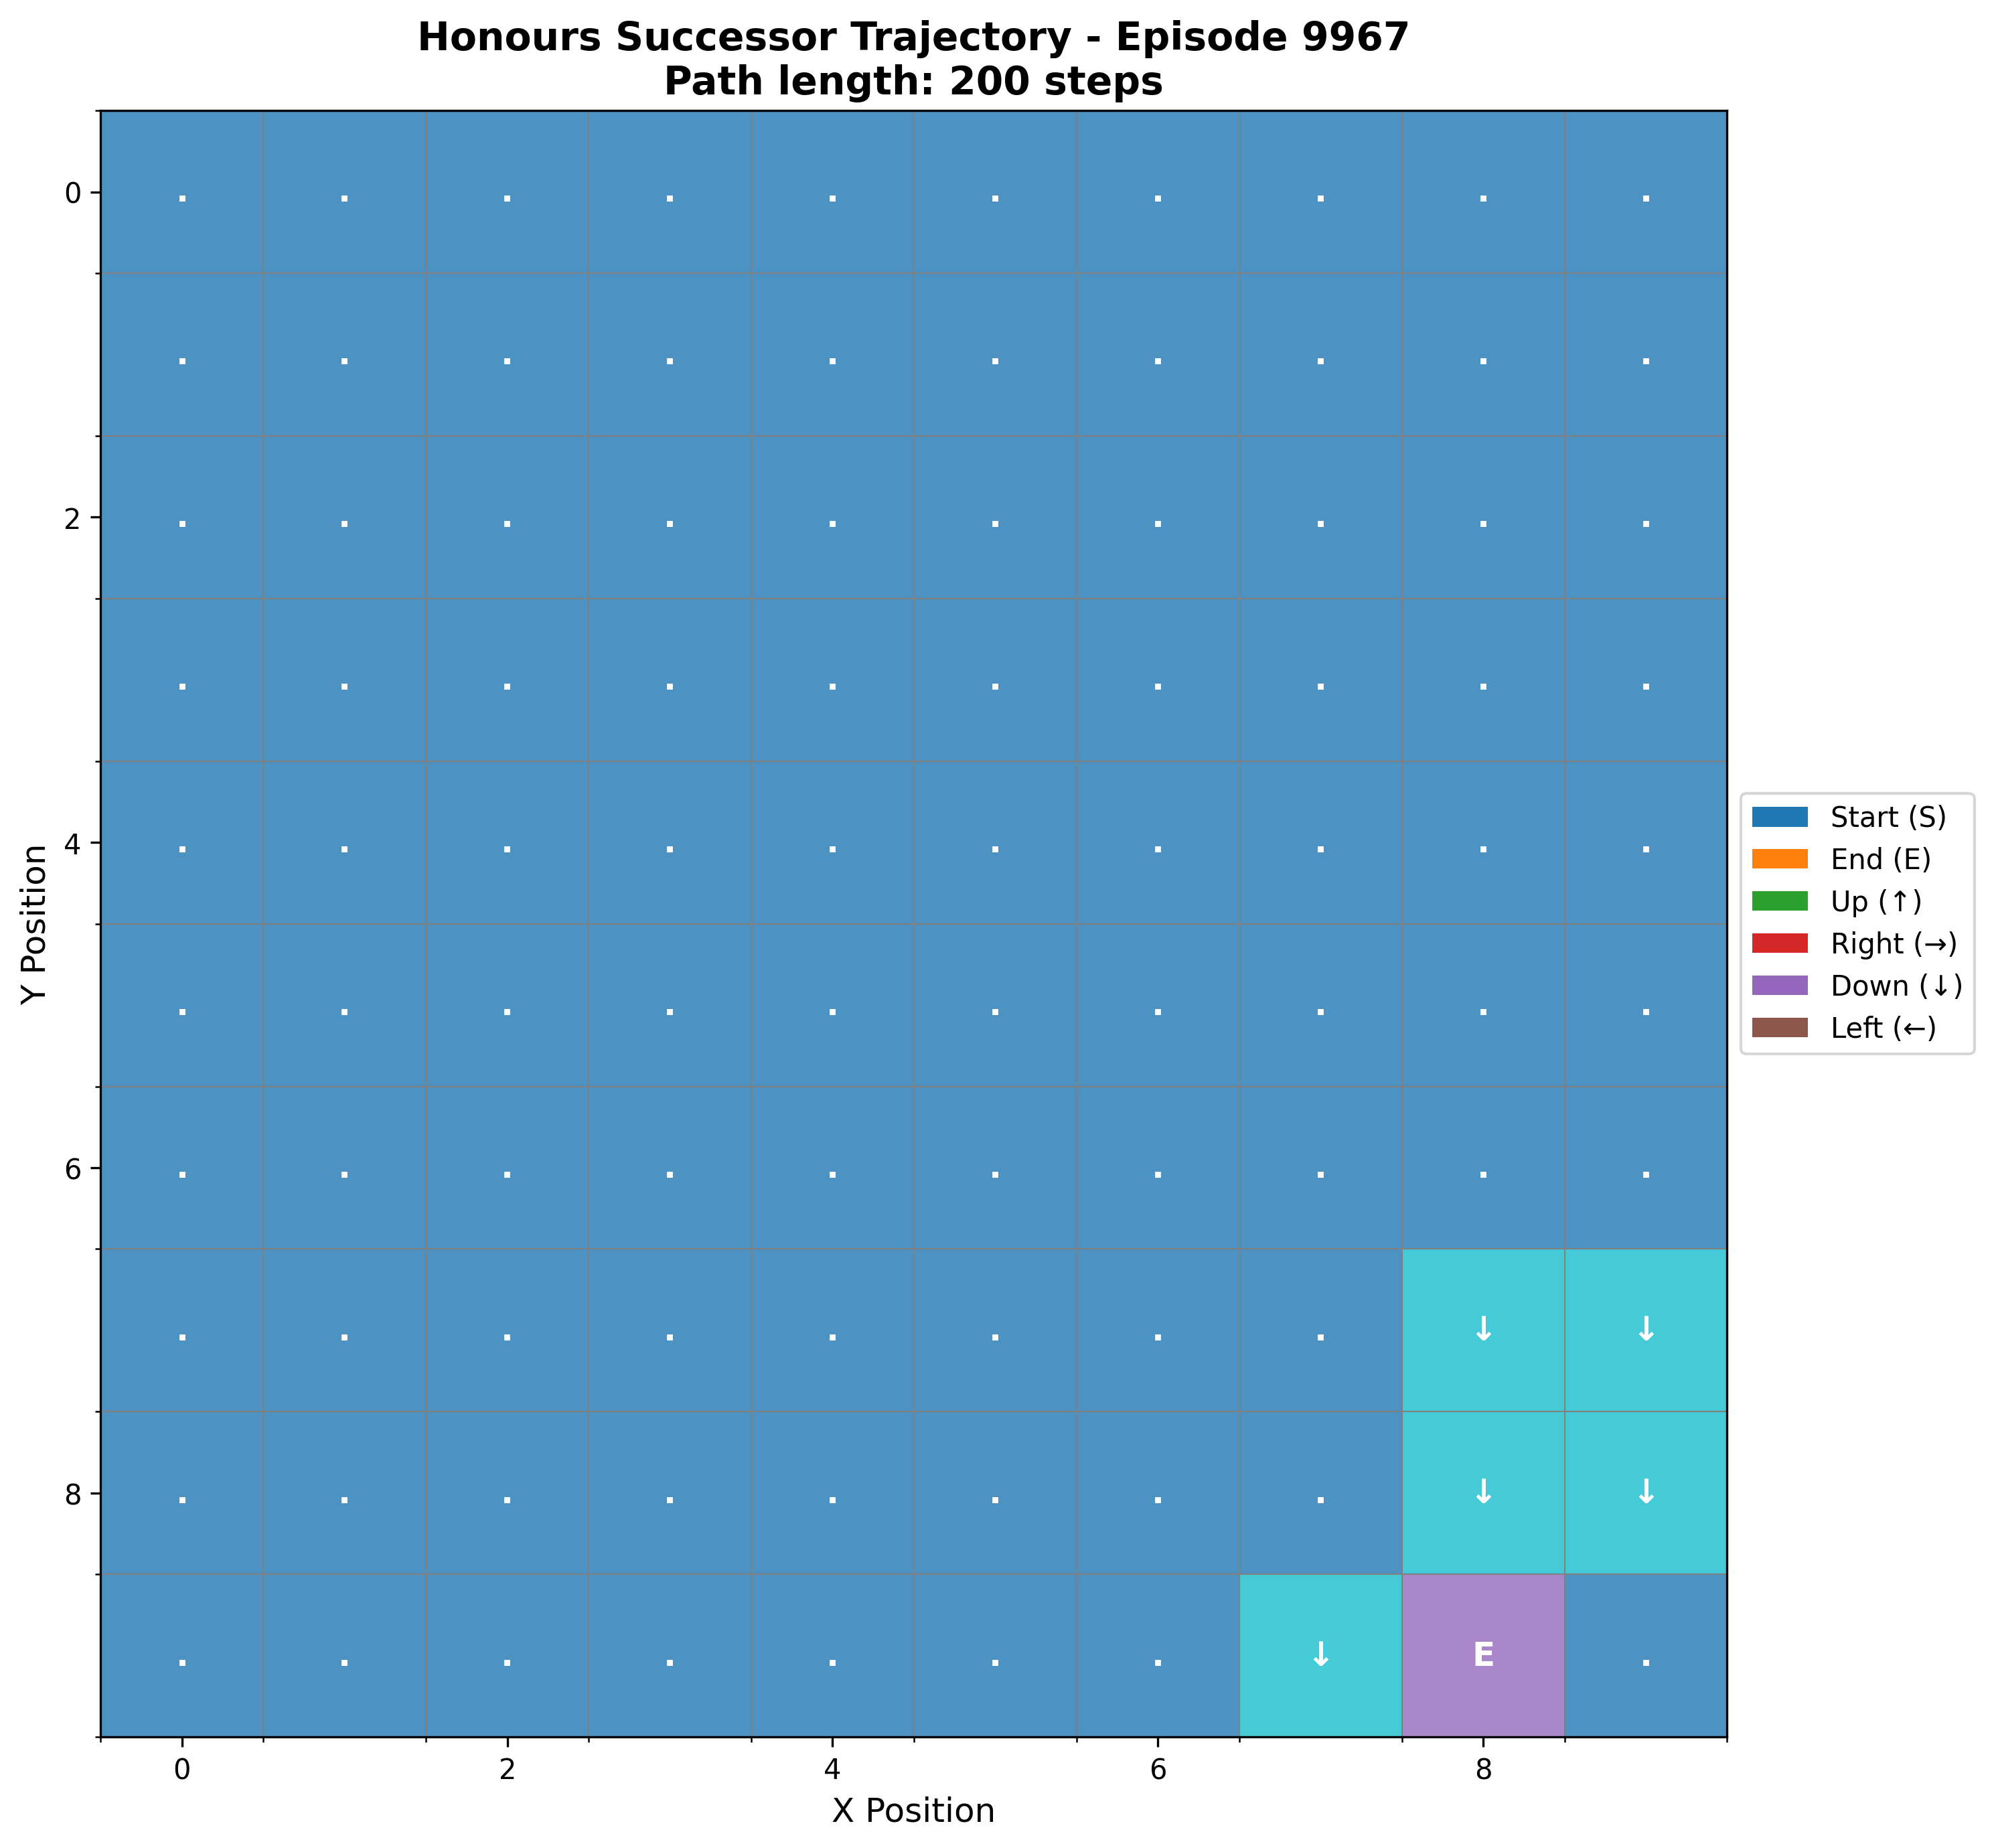 Honours Successor Trajectory - Episode 9967
Path length: 200 steps
0
2
4
6
8
Y Position
↓ ↓
↓ ↓
↓ E
0 2 4 6 8
X Position
Start (S)
End (E)
Up (↑)
Right (→)
Down (↓)
Left (←)